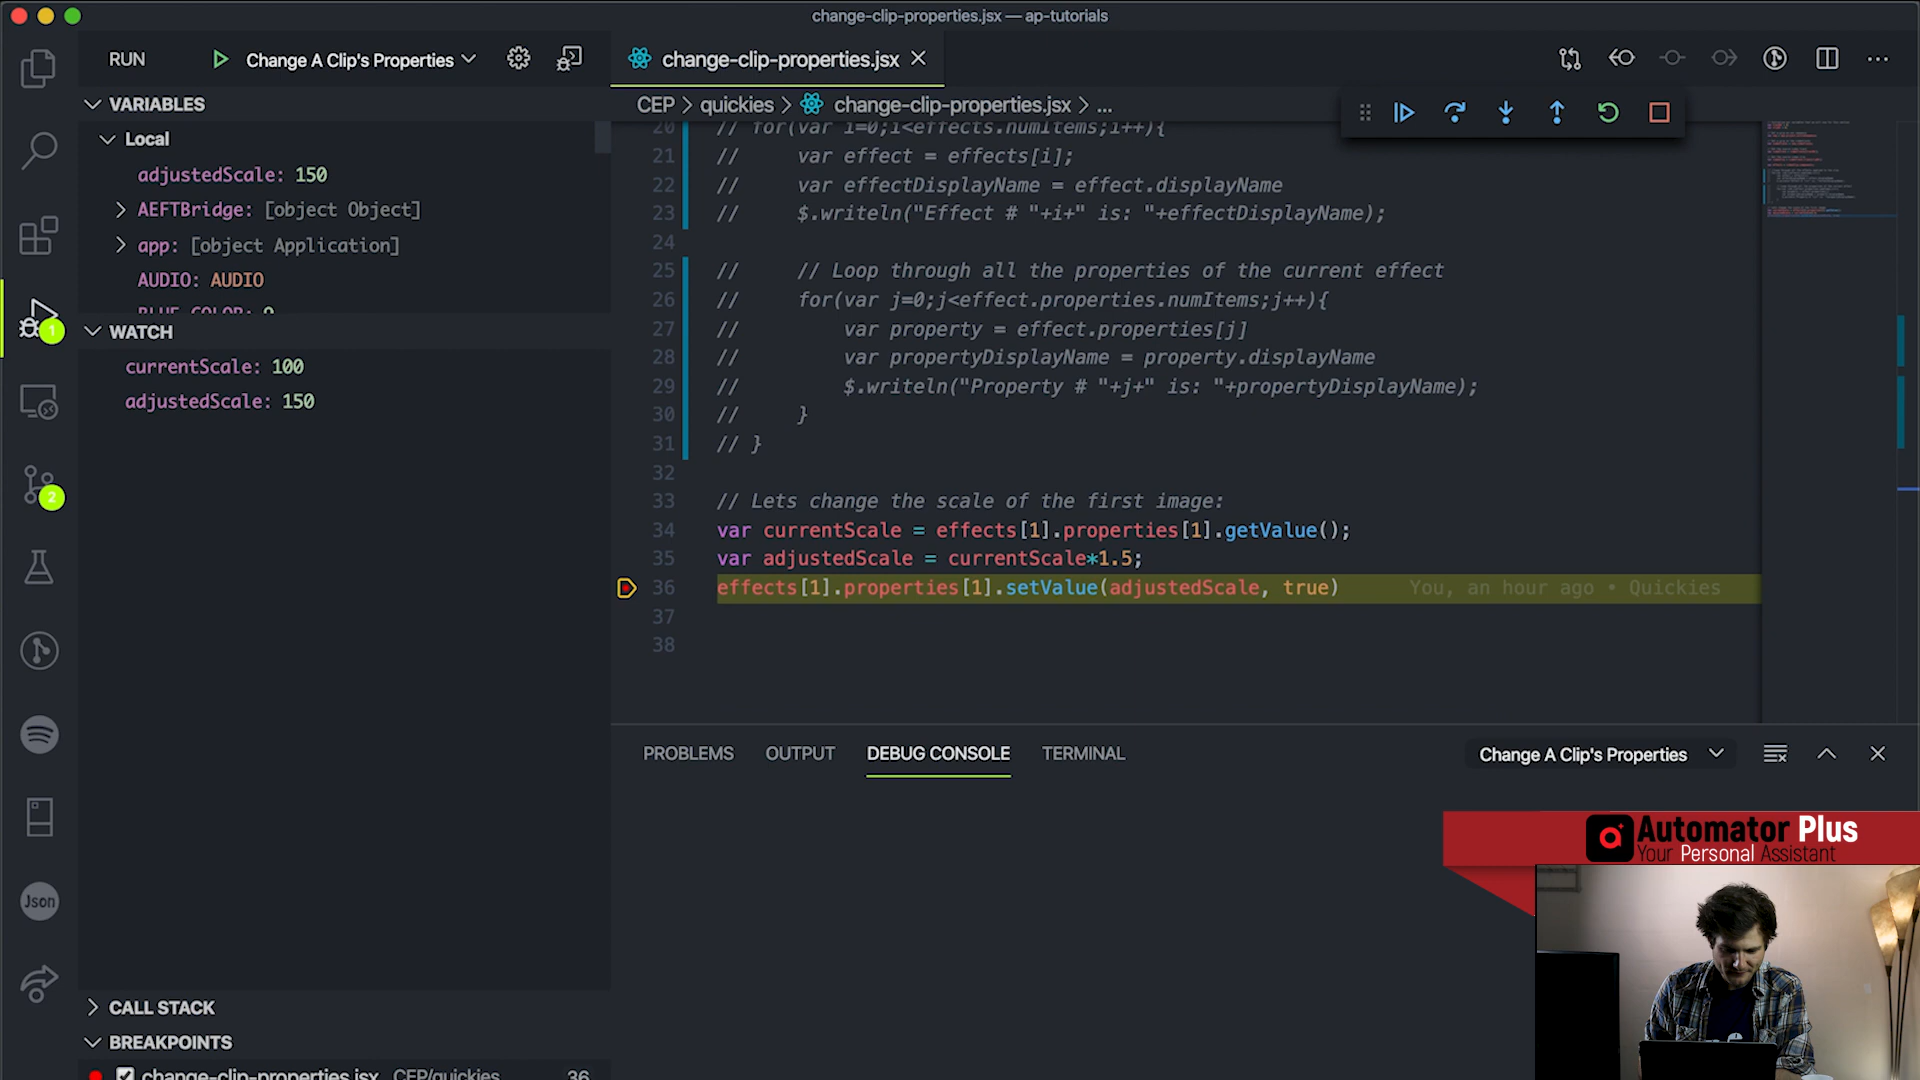 change-clip-properties.jsx — ap-tutorials
RUN
Change A Clip's Properties
change-clip-properties.jsx
VARIABLES
Local
adjustedScale: 150
AEFTBridge: [object Object]
app: [object Application]
AUDIO: AUDIO
BLUE_COLOR: 9
WATCH
currentScale: 100
adjustedScale: 150
1
2
Json
CALL STACK
BREAKPOINTS
change-clip-properties.jsx CEP/quickies 36
CEP > quickies > change-clip-properties.jsx > ...
20 // for(var i=0;i<effects.numItems;i++){
21 //     var effect = effects[i];
22 //     var effectDisplayName = effect.displayName
23 //     $.writeln("Effect # "+i+" is: "+effectDisplayName);
24
25 //     // Loop through all the properties of the current effect
26 //     for(var j=0;j<effect.properties.numItems;j++){
27 //         var property = effect.properties[j]
28 //         var propertyDisplayName = property.displayName
29 //         $.writeln("Property # "+j+" is: "+propertyDisplayName);
30 //     }
31 // }
32
33 // Lets change the scale of the first image:
34 var currentScale = effects[1].properties[1].getValue();
35 var adjustedScale = currentScale*1.5;
36 effects[1].properties[1].setValue(adjustedScale, true) You, an hour ago • Quickies
37
38
PROBLEMS OUTPUT DEBUG CONSOLE TERMINAL
Change A Clip's Properties
Automator Plus
Your Personal Assistant